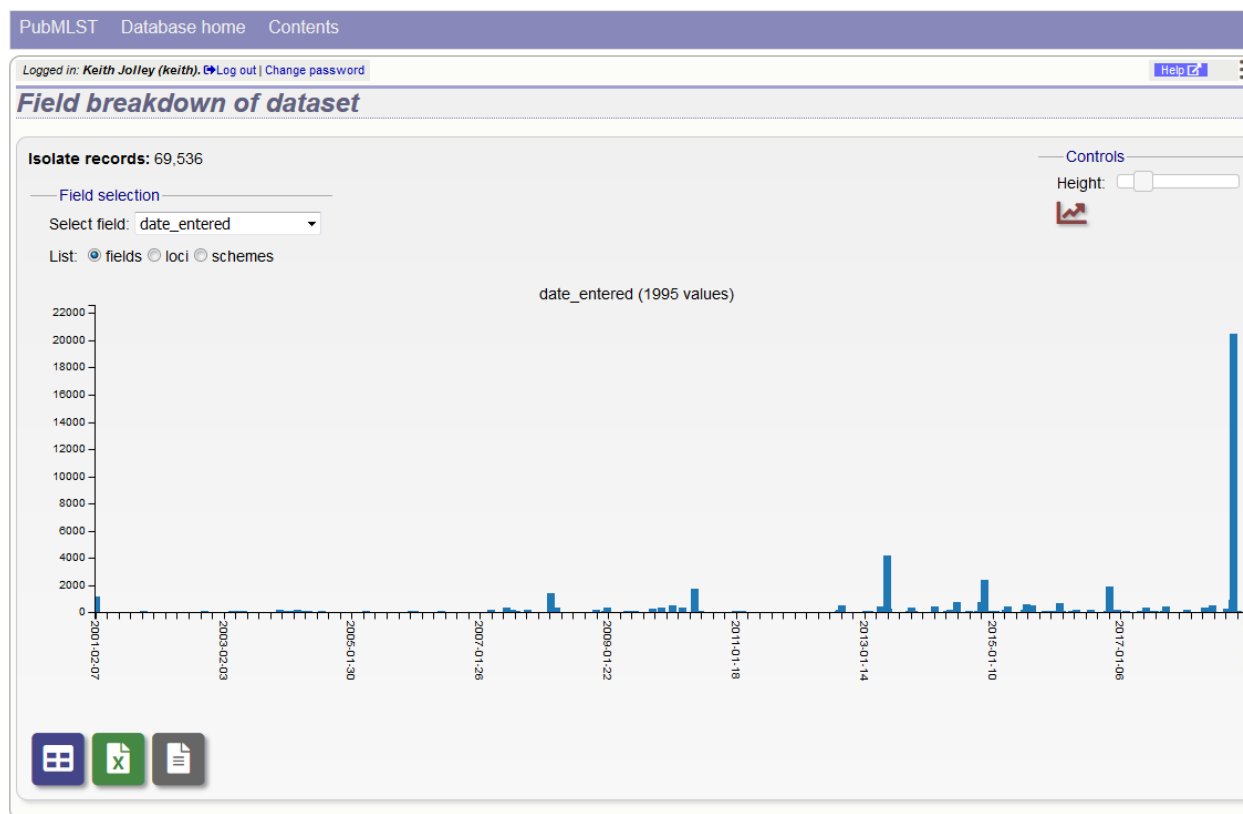 PubMLST Database home Contents
Logged in: Keith Jolley (keith). Log out | Change password Help
Field breakdown of dataset
Isolate records: 69,536
Controls
Height:
Field selection
Select field: date_entered
List: fields loci schemes
date_entered (1995 values)
22000
20000
18000
16000
14000
12000
10000
8000
6000
4000
2000
0
2001-02-07
2003-02-03
2005-01-30
2007-01-26
2009-01-22
2011-01-18
2013-01-14
2015-01-10
2017-01-06
X